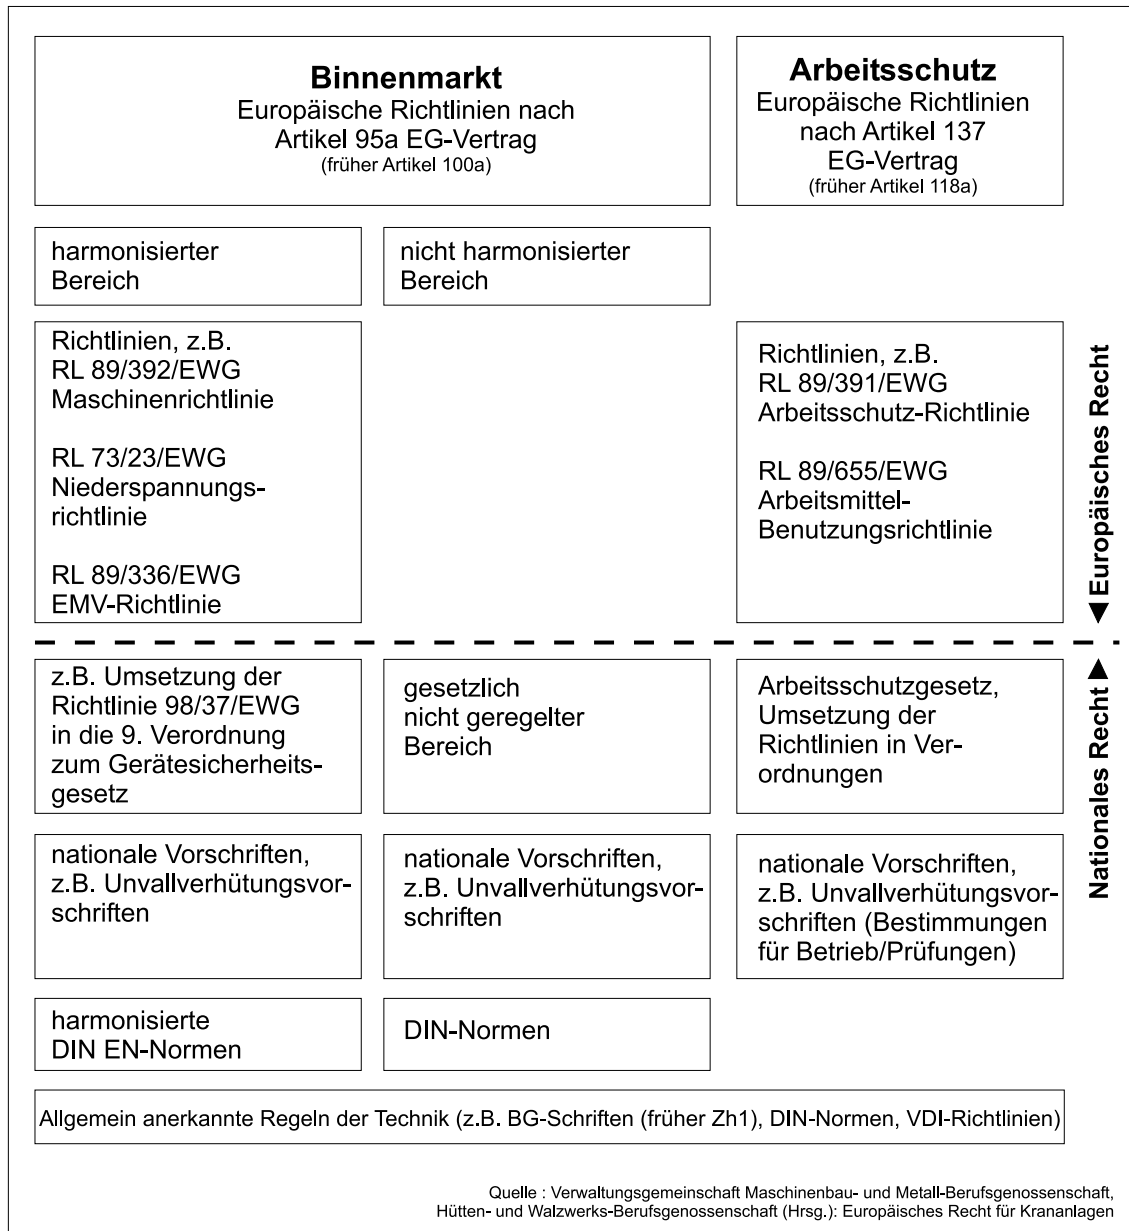 Binnenmarkt
Europäische Richtlinien nach
Artikel 95a EG-Vertrag
(früher Artikel 100a)
Arbeitsschutz
Europäische Richtlinien
nach Artikel 137
EG-Vertrag
(früher Artikel 118a)
harmonisierter
Bereich
nicht harmonisierter
Bereich
Richtlinien, z.B.
RL 89/392/EWG
Maschinenrichtlinie
RL 73/23/EWG
Niederspannungs-
richtlinie
RL 89/336/EWG
EMV-Richtlinie
Richtlinien, z.B.
RL 89/391/EWG
Arbeitsschutz-Richtlinie
RL 89/655/EWG
Arbeitsmittel-
Benutzungsrichtlinie
◄ Europäisches Recht
z.B. Umsetzung der
Richtlinie 98/37/EWG
in die 9. Verordnung
zum Gerätesicherheits-
gesetz
gesetzlich
nicht geregelter
Bereich
Arbeitsschutzgesetz,
Umsetzung der
Richtlinien in Ver-
ordnungen
Nationales Recht ►
nationale Vorschriften,
z.B. Unvallverhütungsvor-
schriften
nationale Vorschriften,
z.B. Unvallverhütungsvor-
schriften
nationale Vorschriften,
z.B. Unvallverhütungsvor-
schriften (Bestimmungen
für Betrieb/Prüfungen)
harmonisierte
DIN EN-Normen
DIN-Normen
Allgemein anerkannte Regeln der Technik (z.B. BG-Schriften (früher Zh1), DIN-Normen, VDI-Richtlinien)
Quelle : Verwaltungsgemeinschaft Maschinenbau- und Metall-Berufsgenossenschaft,
Hütten- und Walzwerks-Berufsgenossenschaft (Hrsg.): Europäisches Recht für Krananlagen